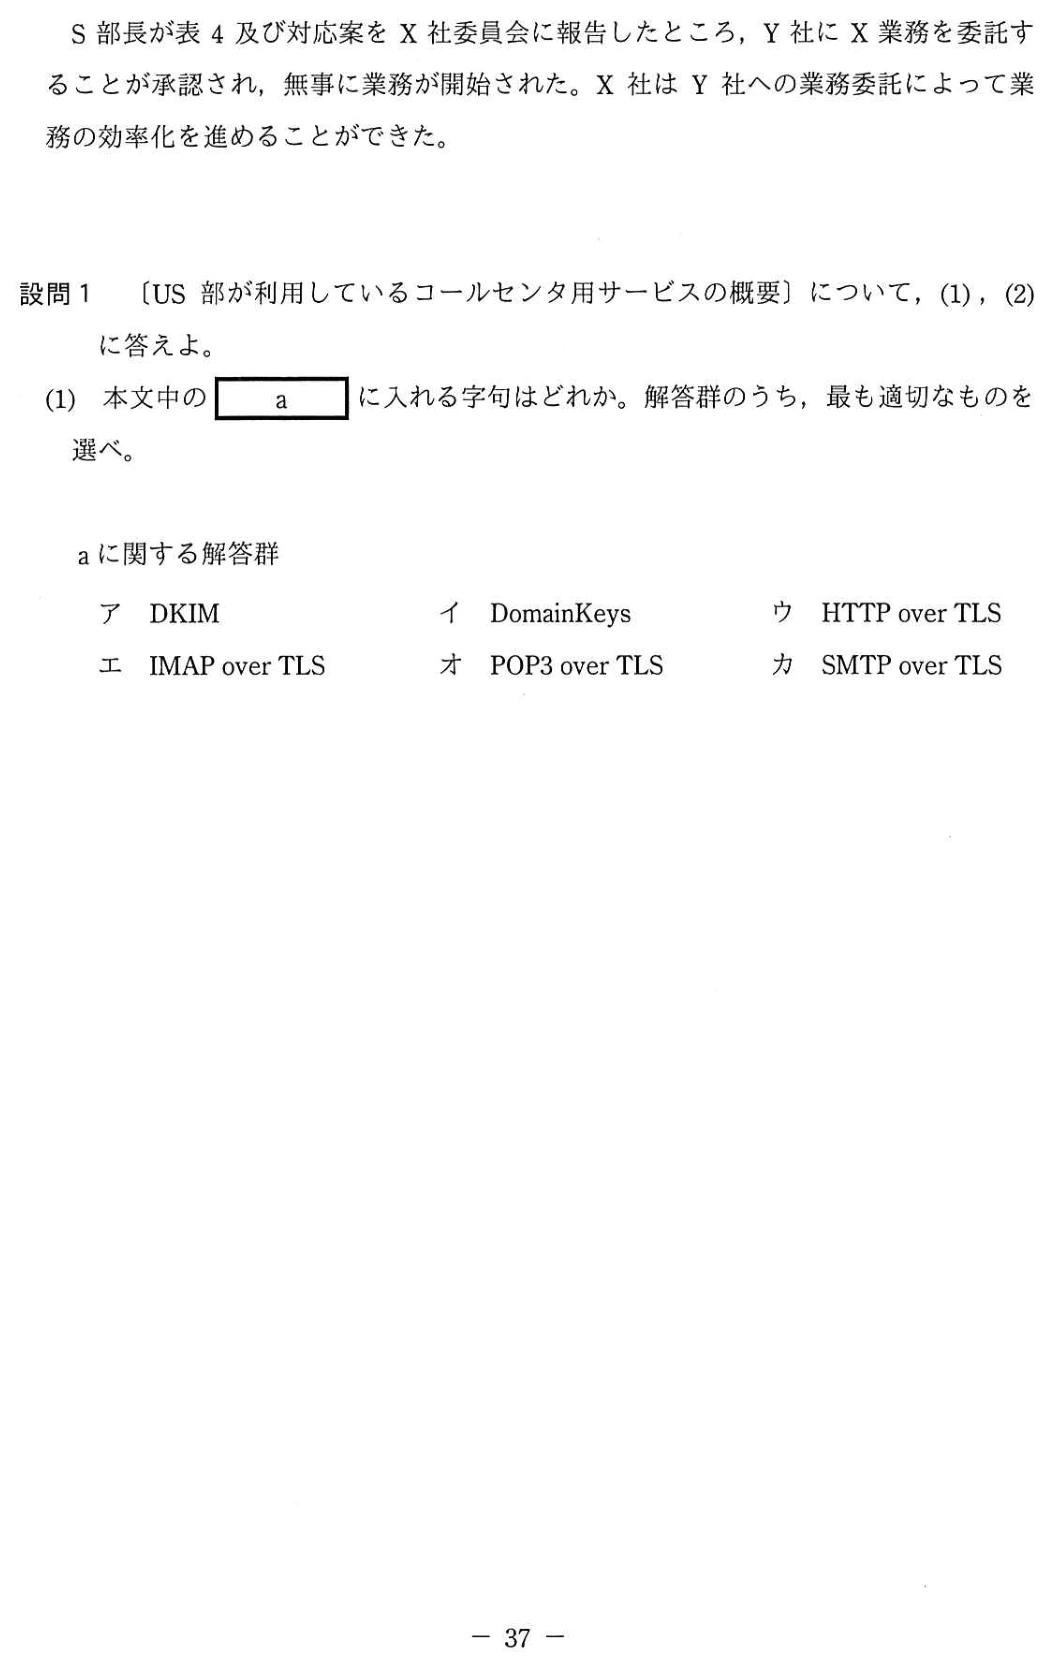 S 部長が表 4 及び対応案を X 社委員会に報告したところ，Y 社に X 業務を委託す
ることが承認され，無事に業務が開始された。X 社は Y 社への業務委託によって業
務の効率化を進めることができた。
設問1 〔US 部が利用しているコールセンタ用サービスの概要〕について，(1)，(2)
に答えよ。
(1) 本文中の a に入れる字句はどれか。解答群のうち，最も適切なものを
選べ。
a に関する解答群
ア DKIM イ DomainKeys ウ HTTP over TLS
エ IMAP over TLS オ POP3 over TLS カ SMTP over TLS
－ 37 －